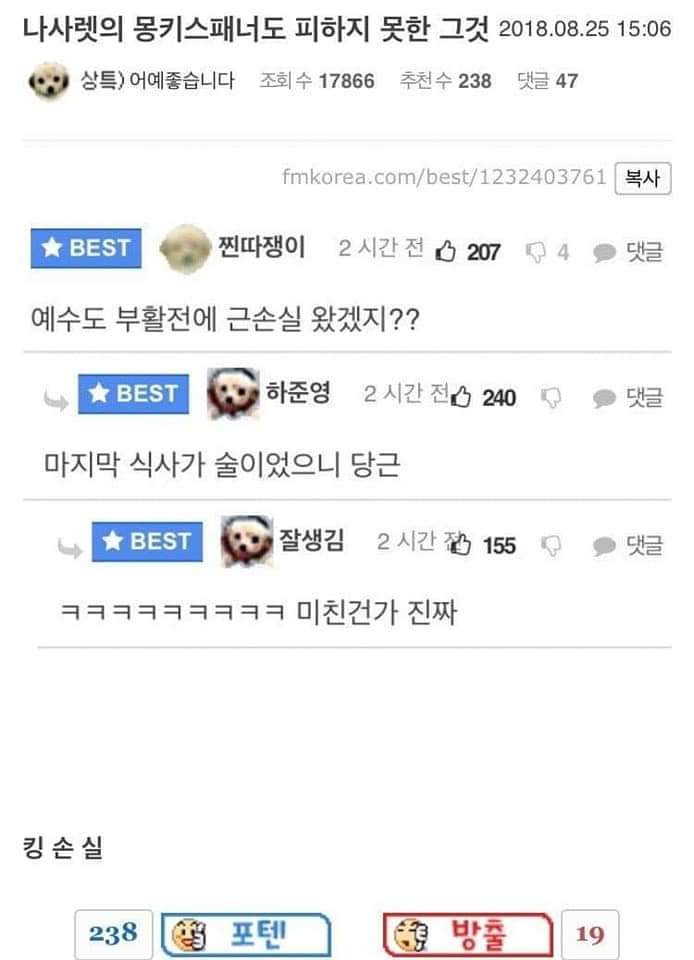 나사렛의 몽키스패너도 피하지 못한 그것 2018.08.25 15:06
상특) 어예좋습니다 조회 수 17866 추천 수 238 댓글 47
fmkorea.com/best/1232403761 복사
★ BEST 찐따쟁이 2 시간 전 207 4 댓글
예수도 부활전에 근손실 왔겠지??
★ BEST 하준영 2 시간 전 240 댓글
마지막 식사가 술이었으니 당근
★ BEST 잘생김 2 시간 전 155 댓글
ㅋㅋㅋㅋㅋㅋㅋㅋㅋ 미친건가 진짜
킹 손 실
238 포텐 방출 19